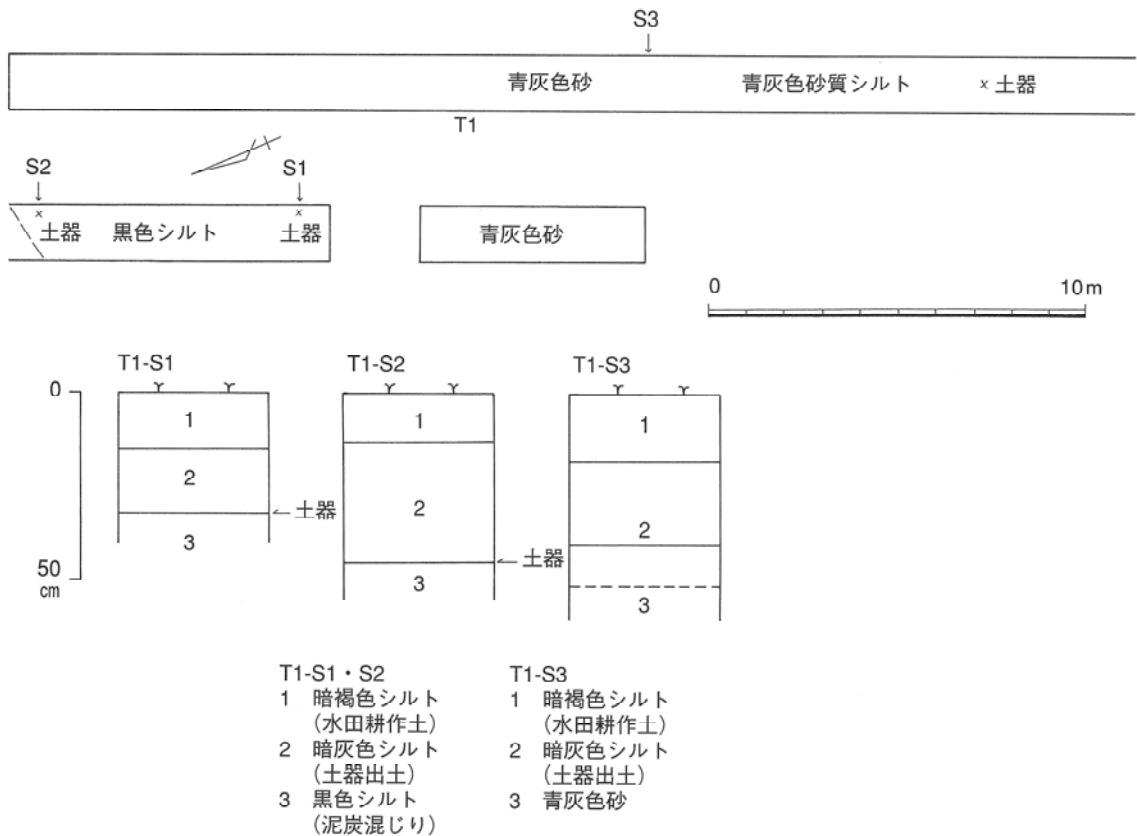 S3
青灰色砂 青灰色砂質シルト × 土器
T1
S2 S1
× ×
土器 黒色シルト 土器 青灰色砂
0 10m
T1-S1 T1-S2 T1-S3
0
1 1 1
2 2 2
土器
3 土器
50 3 3
cm
T1-S1・S2
1 暗褐色シルト
(水田耕作土)
2 暗灰色シルト
(土器出土)
3 黒色シルト
(泥炭混じり)
T1-S3
1 暗褐色シルト
(水田耕作土)
2 暗灰色シルト
(土器出土)
3 青灰色砂